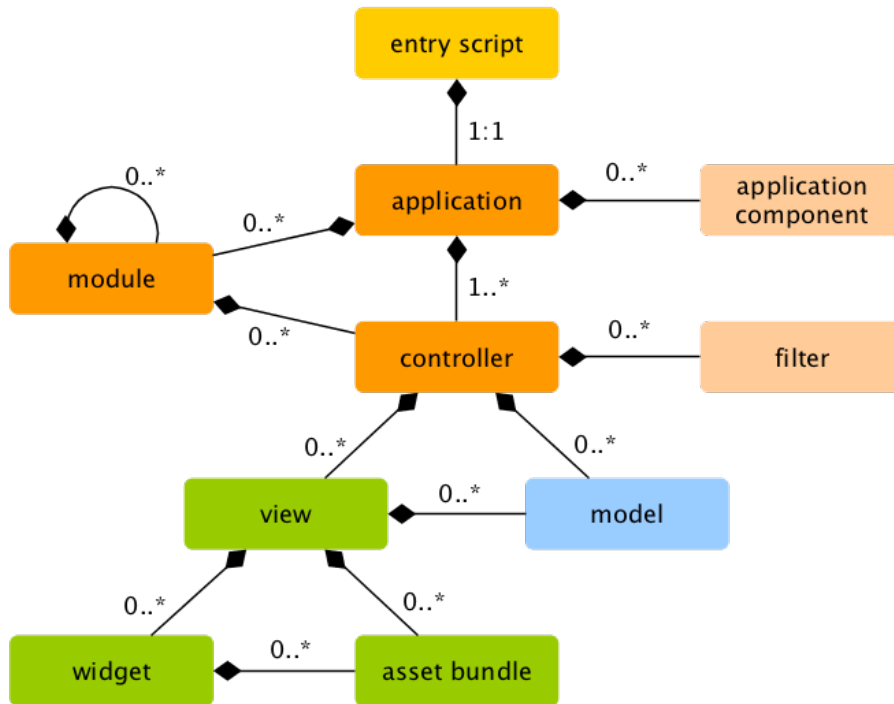 entry script
1:1
0..*
0..*
0..*
application
application
component
module
1..*
0..*
controller
0..*
filter
0..*
0..*
view
0..*
model
0..*
0..*
widget
0..*
asset bundle